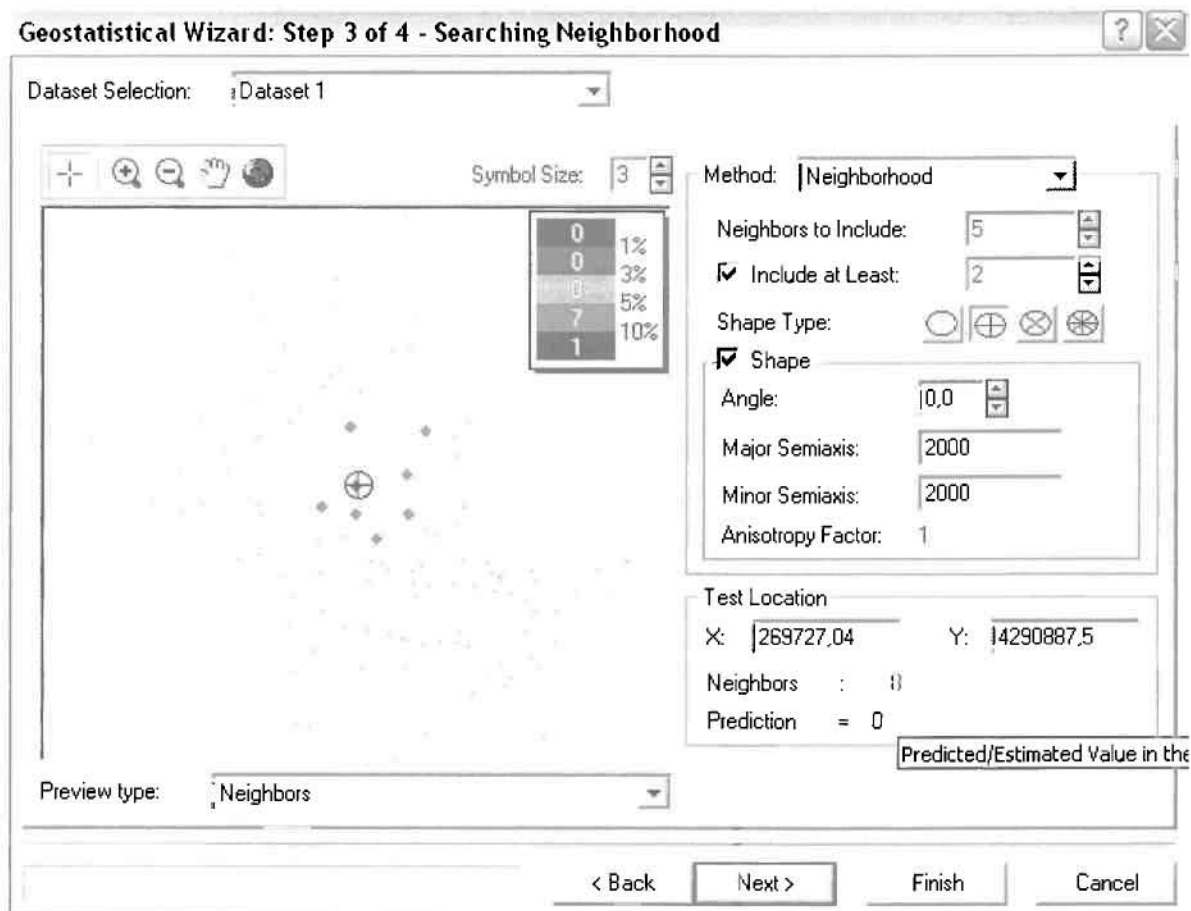 Geostatistical Wizard: Step 3 of 4 - Searching Neighborhood
Dataset Selection: Dataset 1
Symbol Size: 3
0
0
0
7
1
1%
3%
5%
10%
Method: Neighborhood
Neighbors to Include: 5
Include at Least: 2
Shape Type:
Shape
Angle: 0,0
Major Semiaxis: 2000
Minor Semiaxis: 2000
Anisotropy Factor: 1
Test Location
X: 269727,04 Y: 4290887,5
Neighbors : 8
Prediction = 0
Predicted/Estimated Value in the
Preview type: Neighbors
< Back Next > Finish Cancel